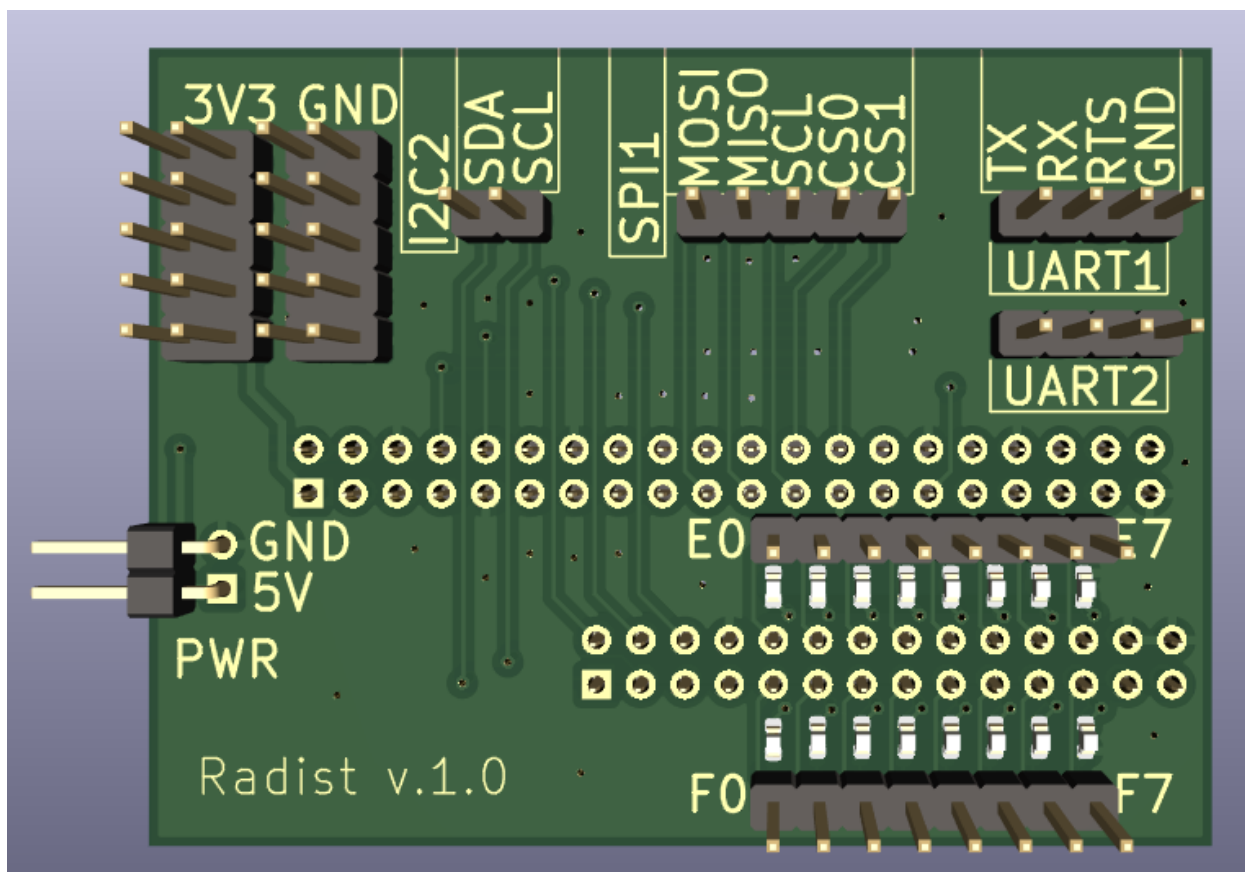 3V3 GND
I2C2
SDA
SCL
SPI1
MOSI
MISO
SCL
CS0
CS1
TX
RX
RTS
GND
UART1
UART2
GND
5V
PWR
E0
E7
F0
F7
Radist v.1.0